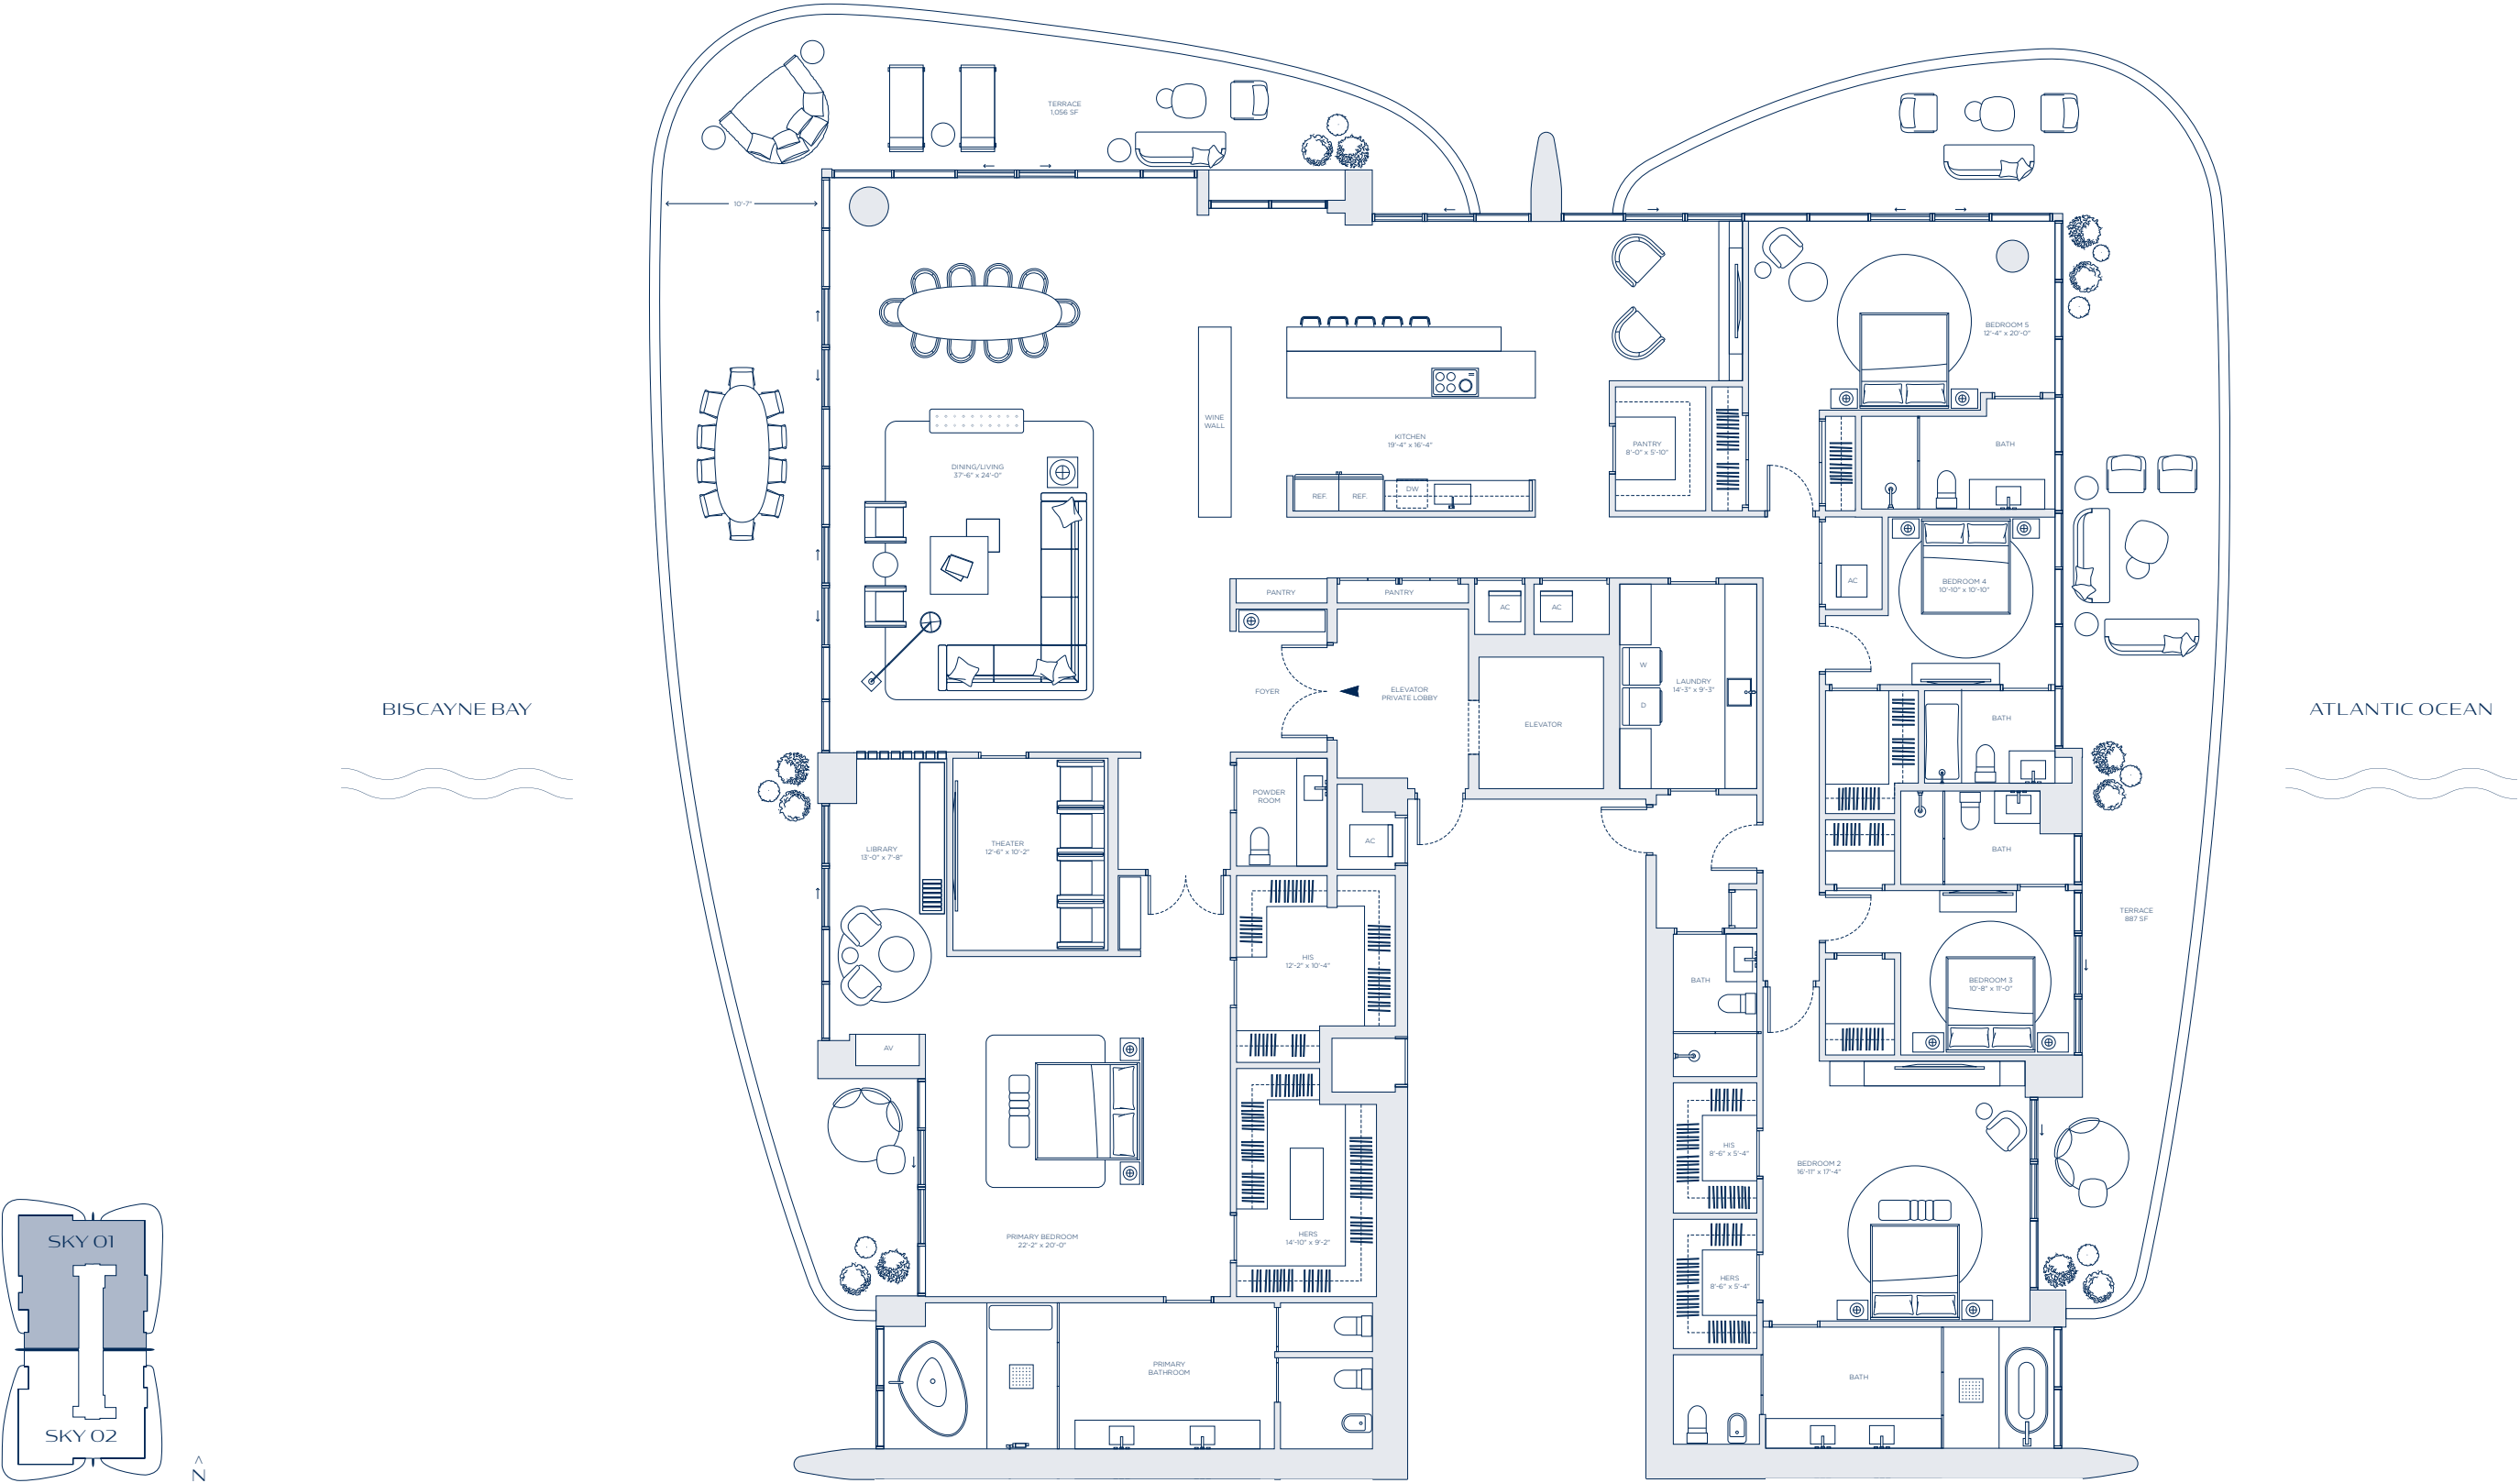 TERRACE
1,056 SF
10'-7"
BEDROOM 5
12'-4" x 20'-0"
WINE
WALL
KITCHEN
19'-4" x 16'-4"
PANTRY
8'-0" x 5'-10"
BATH
DINING/LIVING
37'-6" x 24'-0"
REF.
REF.
DW
AC
BEDROOM 4
10'-10" x 10'-10"
PANTRY
PANTRY
AC
AC
W
D
LAUNDRY
14'-3" x 9'-3"
FOYER
ELEVATOR
PRIVATE LOBBY
ELEVATOR
BATH
BISCAYNE BAY
ATLANTIC OCEAN
POWDER
ROOM
LIBRARY
13'-0" x 7'-8"
THEATER
12'-6" x 10'-2"
AC
BATH
TERRACE
887 SF
HIS
12'-2" x 10'-4"
BATH
BEDROOM 3
10'-8" x 11'-0"
AV
HIS
8'-6" x 5'-4"
BEDROOM 2
16'-11" x 17'-4"
PRIMARY BEDROOM
22'-2" x 20'-0"
HERS
14'-10" x 9'-2"
HERS
8'-6" x 5'-4"
PRIMARY
BATHROOM
BATH
SKY 01
SKY 02
N